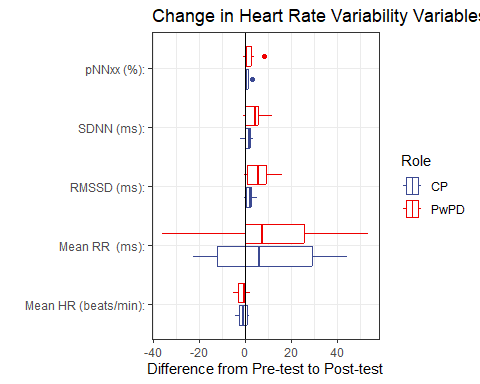 Change in Heart Rate Variability Variables
pNNxx (%):
SDNN (ms):
RMSSD (ms):
Mean RR  (ms):
Mean HR (beats/min):
-40 -20 0 20 40
Difference from Pre-test to Post-test
Role
CP
PwPD